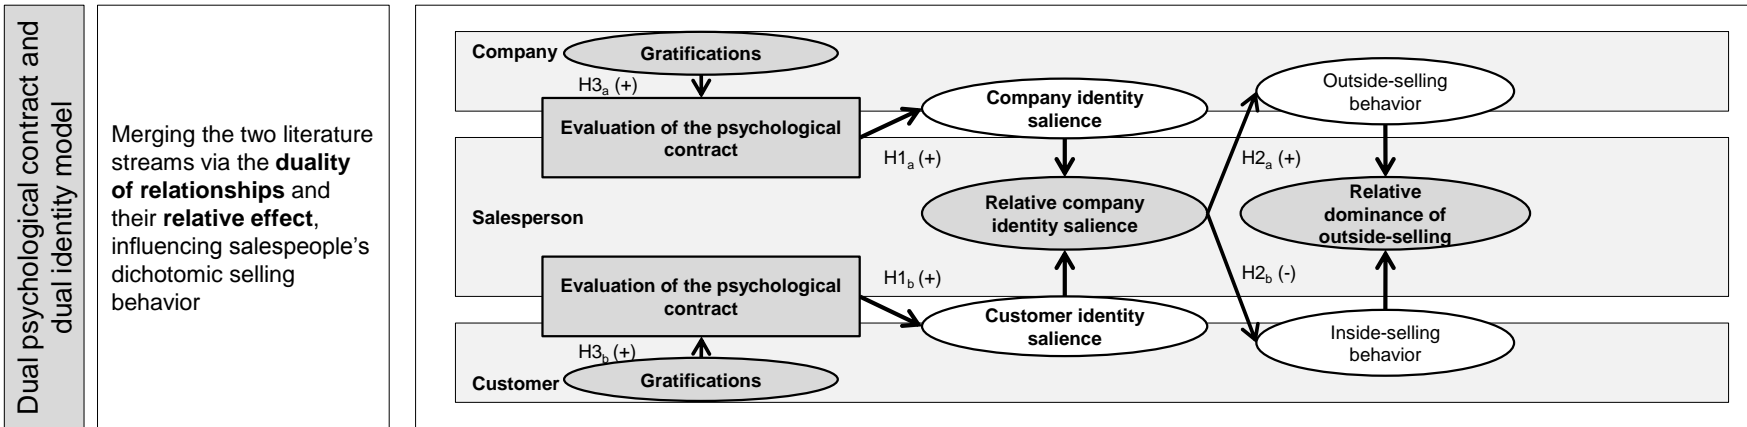 Dual psychological contract and
dual identity model
Merging the two literature
streams via the duality
of relationships and
their relative effect,
influencing salespeople’s
dichotomic selling
behavior
Company
Gratifications
H3a (+)
Evaluation of the psychological
contract
H1a (+)
Company identity
salience
Outside-selling
behavior
H2a (+)
Salesperson
Relative company
identity salience
Relative
dominance of
outside-selling
Evaluation of the psychological
contract
H1b (+)
H2b (-)
Customer identity
salience
Inside-selling
behavior
H3b (+)
Customer
Gratifications